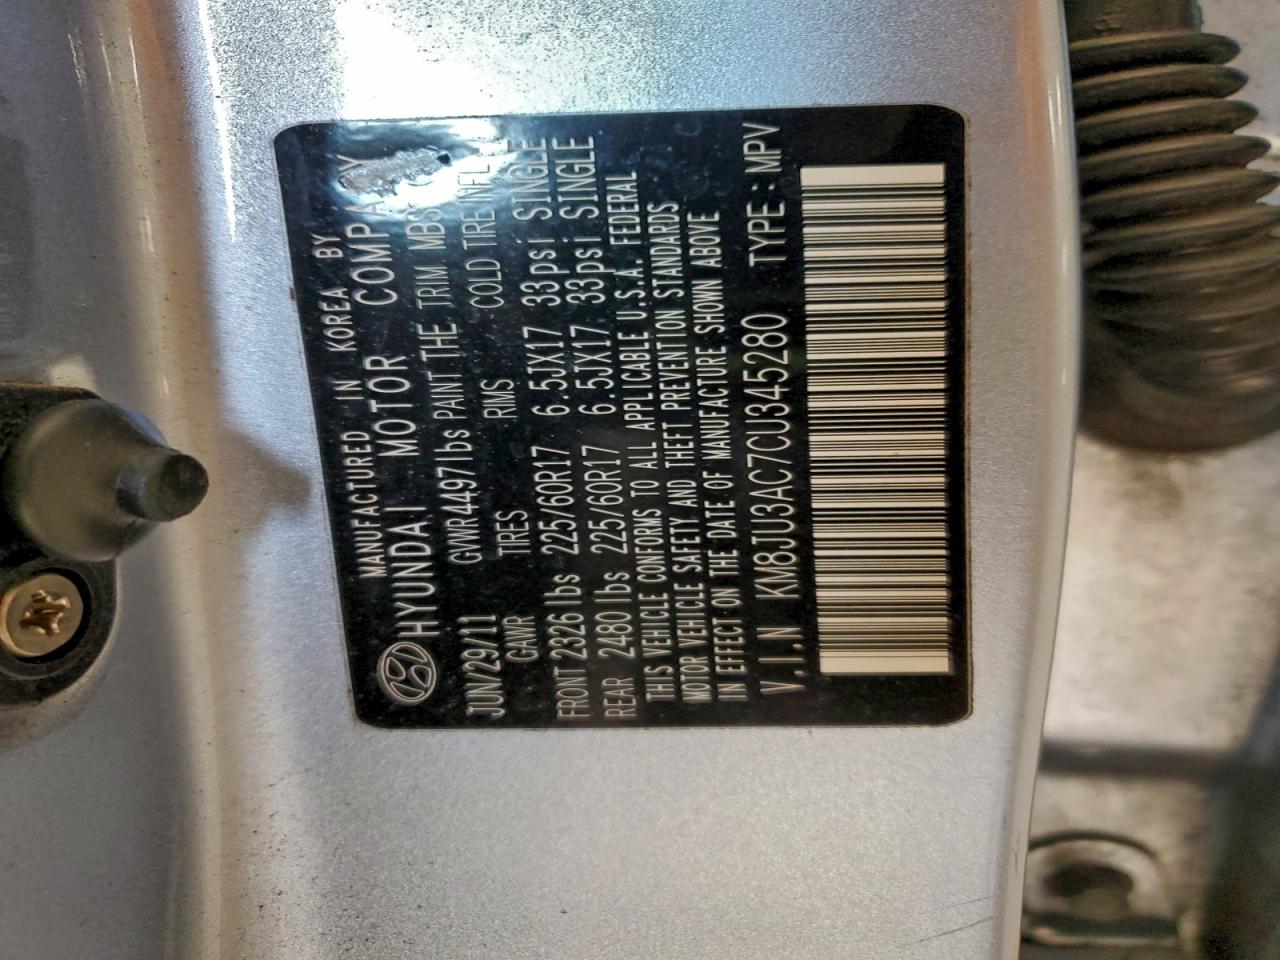 MANUFACTURED IN KOREA BY
HYUNDAI MOTOR COMPANY
JUN/29/11 GVWR 4497lbs PAINT THE TRIM MBS
GAWR TIRES RIMS COLD TIRE INFL.P
FRONT 2326 lbs 225/60R17 6.5JX17 33psi SINGLE
REAR 2480 lbs 225/60R17 6.5JX17 33psi SINGLE
THIS VEHICLE CONFORMS TO ALL APPLICABLE U.S.A. FEDERAL
MOTOR VEHICLE SAFETY AND THEFT PREVENTION STANDARDS
IN EFFECT ON THE DATE OF MANUFACTURE SHOWN ABOVE
V.I.N KM8JU3AC7CU345280 TYPE : MPV